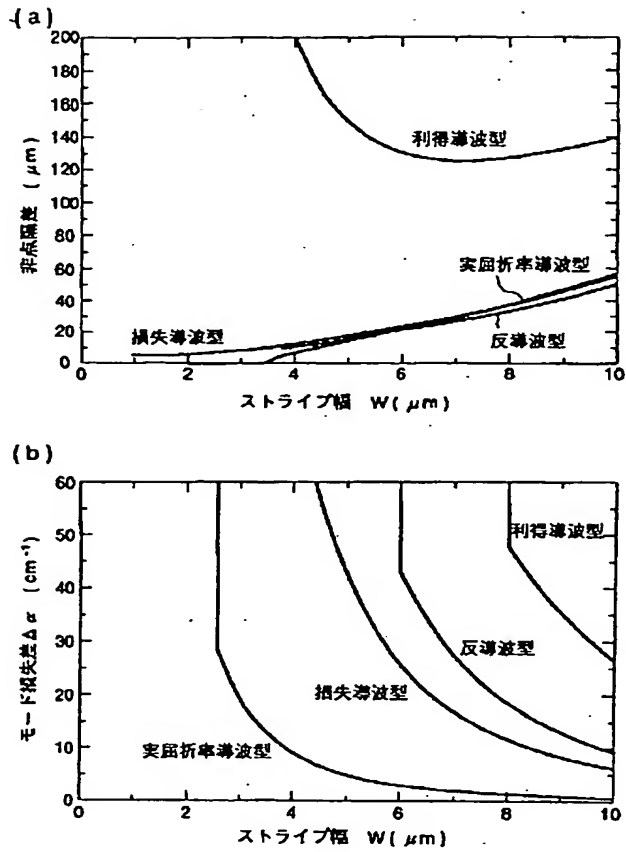 (a)
200
180
160
140
120
100
80
60
40
20
0
非点隔差 (μm)
利得導波型
実屈折率導波型
損失導波型
反導波型
0 2 4 6 8 10
ストライプ幅 W(μm)
(b)
60
50
40
30
20
10
0
モード損失差Δα (cm⁻¹)
利得導波型
反導波型
損失導波型
実屈折率導波型
0 2 4 6 8 10
ストライプ幅 W(μm)